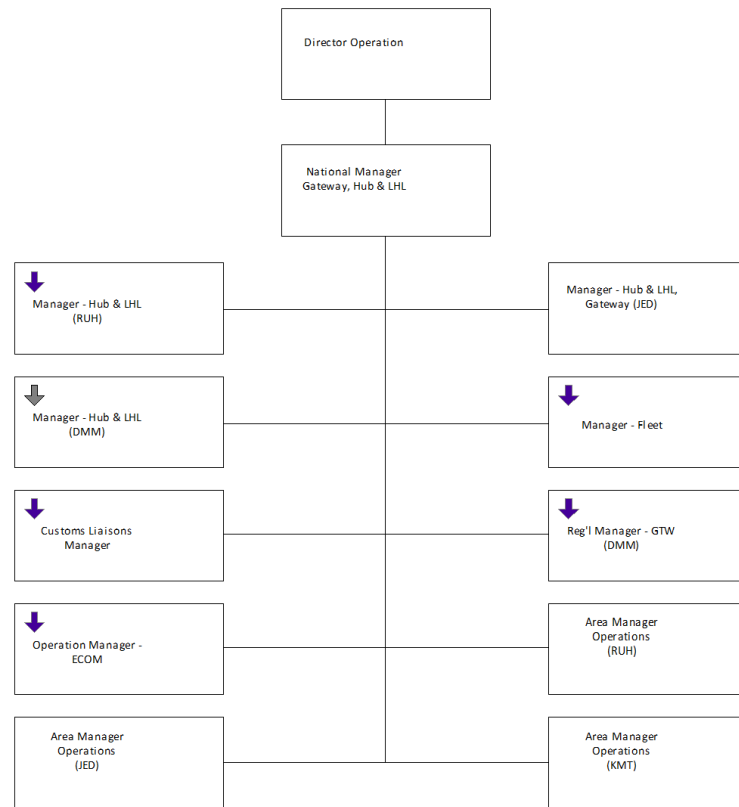 Director Operation
National Manager
Gateway, Hub & LHL
Manager - Hub & LHL
(RUH)
Manager - Hub & LHL,
Gateway (JED)
Manager - Hub & LHL
(DMM)
Manager - Fleet
Customs Liaisons
Manager
Reg'l Manager - GTW
(DMM)
Operation Manager -
ECOM
Area Manager
Operations
(RUH)
Area Manager
Operations
(JED)
Area Manager
Operations
(KMT)